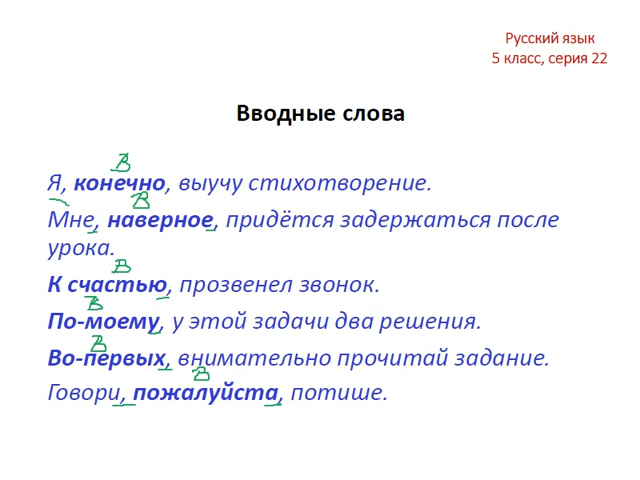 Русский язык
5 класс, серия 22
Вводные слова
В
Я, конечно, выучу стихотворение.
В
Мне, наверное, придётся задержаться после
урока.
В
К счастью, прозвенел звонок.
В
По-моему, у этой задачи два решения.
В
Во-первых, внимательно прочитай задание.
В
Говори, пожалуйста, потише.